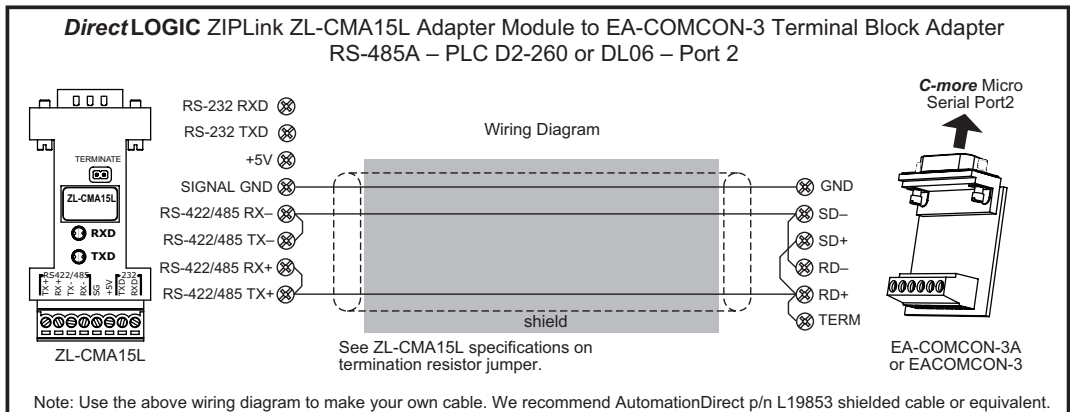 DirectLOGIC ZIPLink ZL-CMA15L Adapter Module to EA-COMCON-3 Terminal Block Adapter
RS-485A – PLC D2-260 or DL06 – Port 2
C-more Micro
Serial Port2
RS-232 RXD
RS-232 TXD
Wiring Diagram
+5V
SIGNAL GND
RS-422/485 RX–
RS-422/485 TX–
RS-422/485 RX+
RS-422/485 TX+
TERMINATE
ZL-CMA15L
RXD
TXD
RS422/485
232
TX+
RX+
TX-
RX-
SG
+5V
TXD
RXD
ZL-CMA15L
GND
SD–
SD+
RD–
RD+
TERM
shield
See ZL-CMA15L specifications on
termination resistor jumper.
EA-COMCON-3A
or EACOMCON-3
Note: Use the above wiring diagram to make your own cable. We recommend AutomationDirect p/n L19853 shielded cable or equivalent.